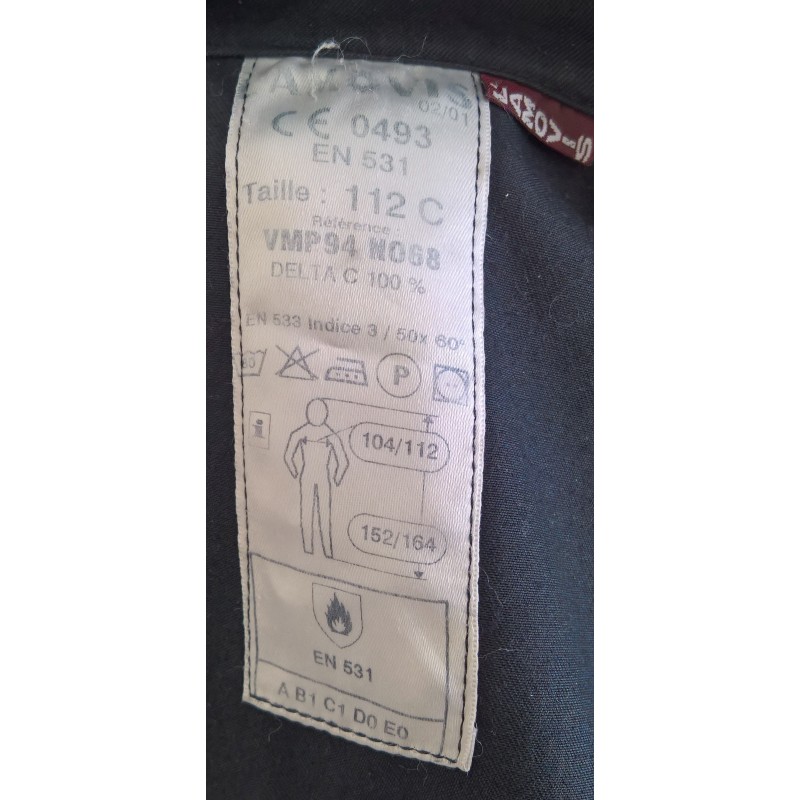 02/01
CE 0493
EN 531
Taille : 112 C
Référence :
VMP94 N068
DELTA C 100 %
EN 533 Indice 3 / 50x 60°
P
104/112
152/164
EN 531
A B1 C1 D0 E0